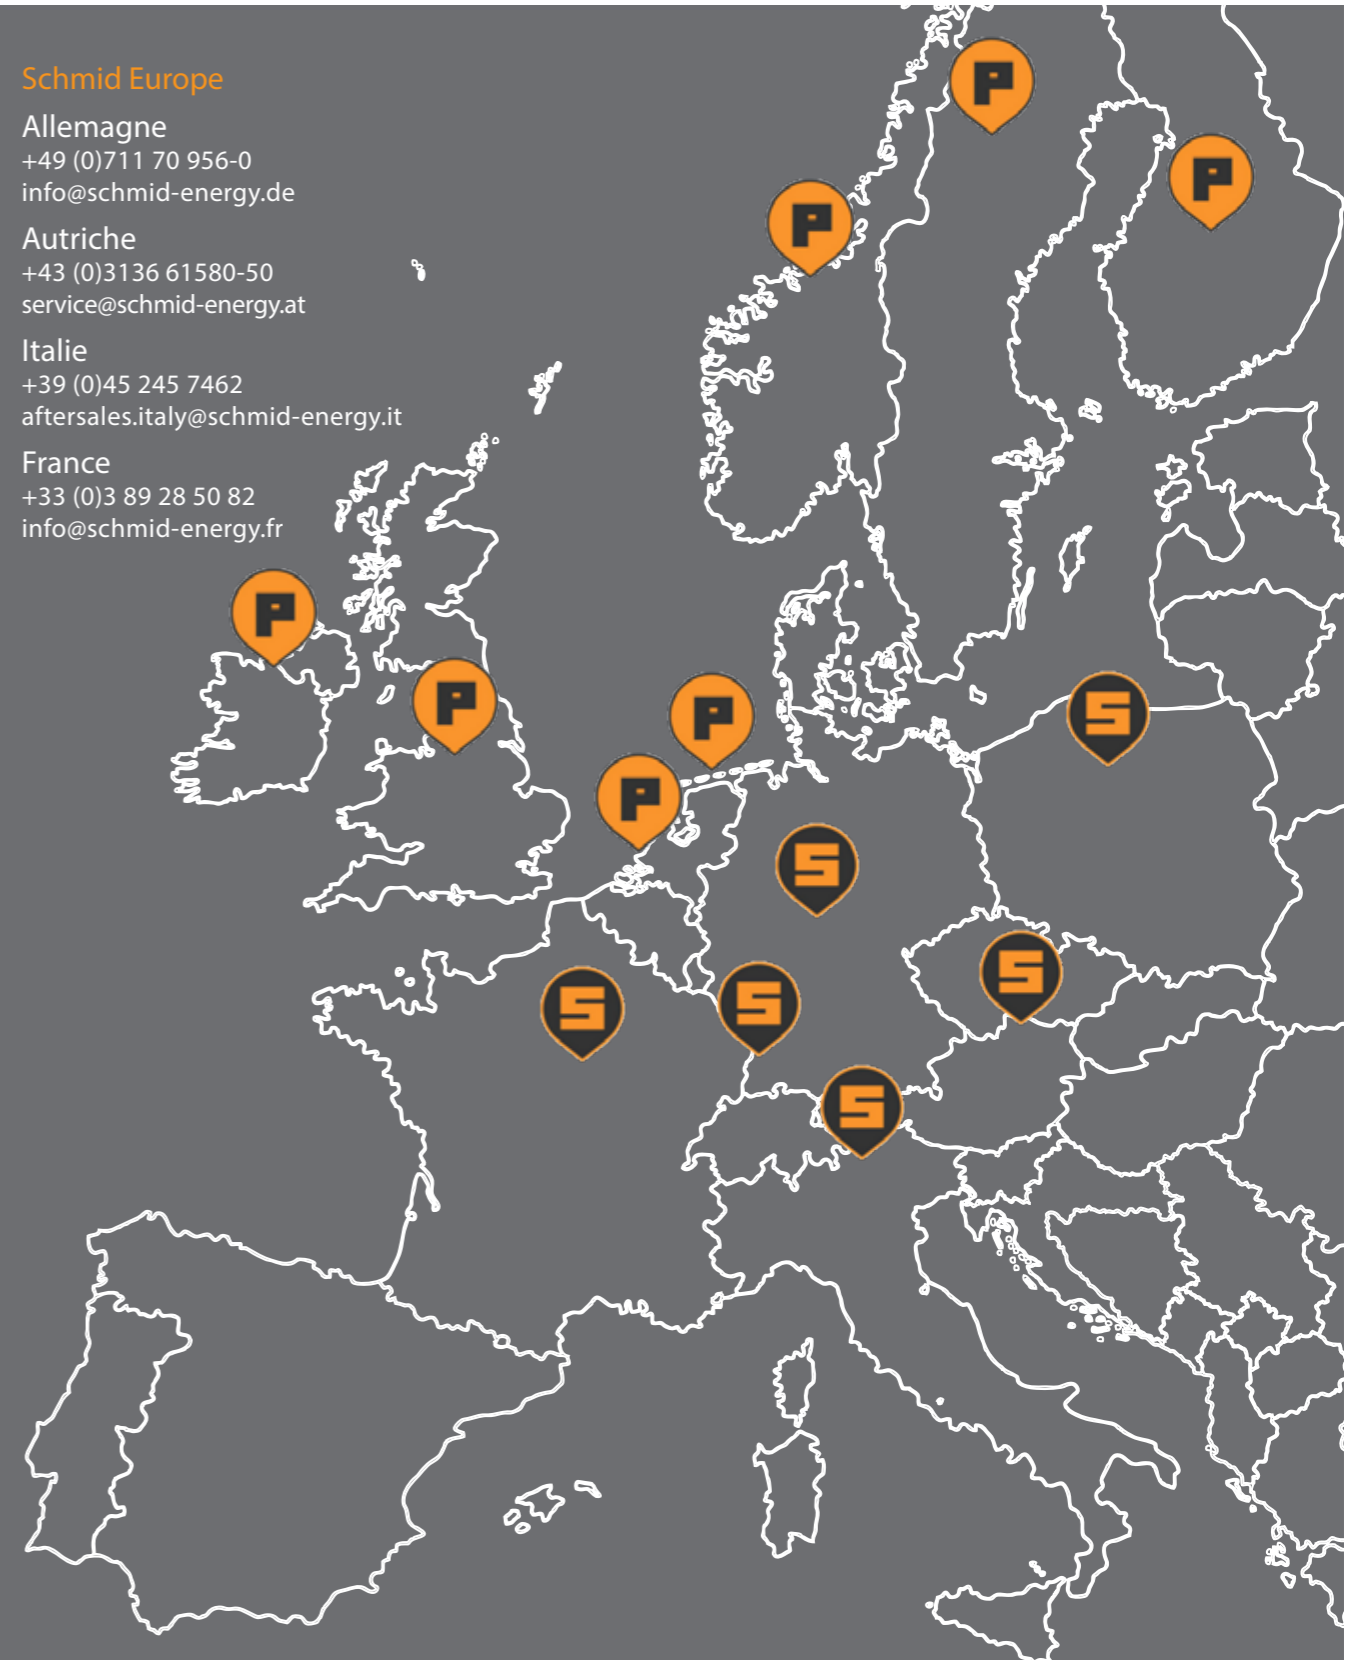 Schmid Europe
Allemagne
+49 (0)711 70 956-0
info@schmid-energy.de
Autriche
+43 (0)3136 61580-50
service@schmid-energy.at
Italie
+39 (0)45 245 7462
aftersales.italy@schmid-energy.it
France
+33 (0)3 89 28 50 82
info@schmid-energy.fr
P
P
P
P
P
P
S
P
S
S
S
S
S